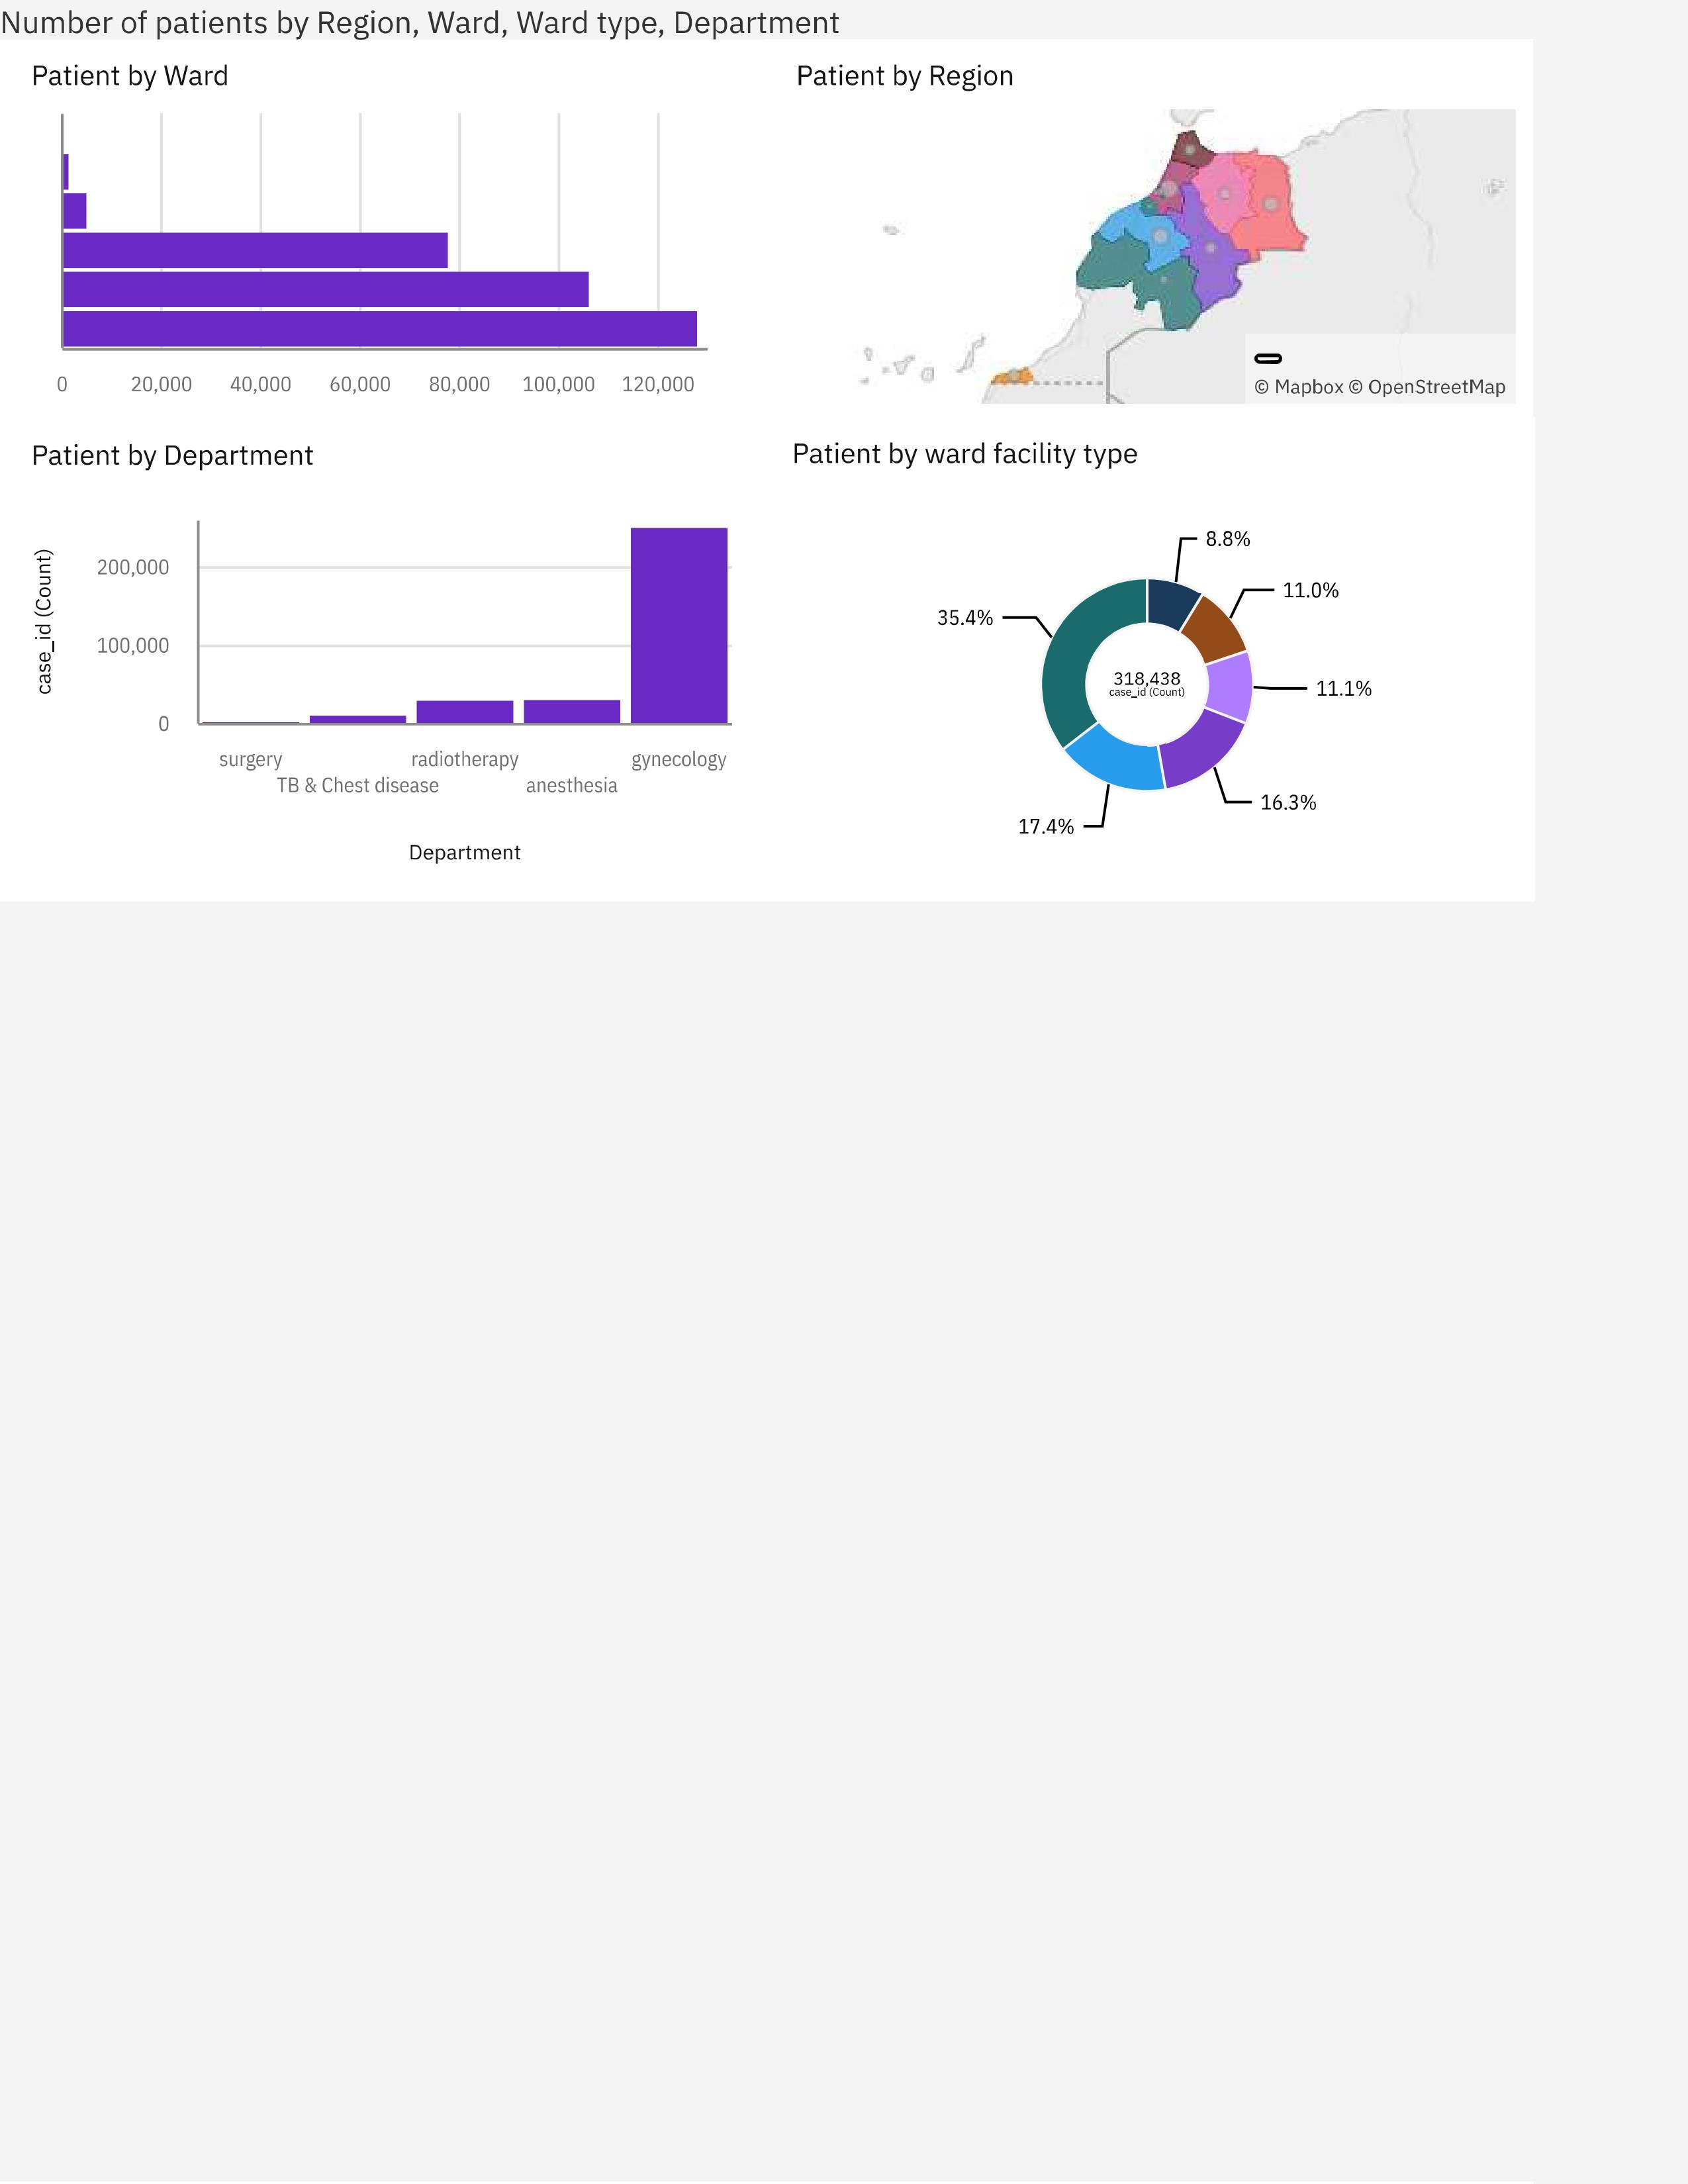 Number of patients by Region, Ward, Ward type, Department
Patient by Ward
0 20,000 40,000 60,000 80,000 100,000 120,000
Patient by Region
© Mapbox © OpenStreetMap
Patient by Department
case_id (Count)
200,000
100,000
0
surgery
TB & Chest disease
radiotherapy
anesthesia
gynecology
Department
Patient by ward facility type
8.8%
11.0%
11.1%
16.3%
17.4%
35.4%
318,438
case_id (Count)